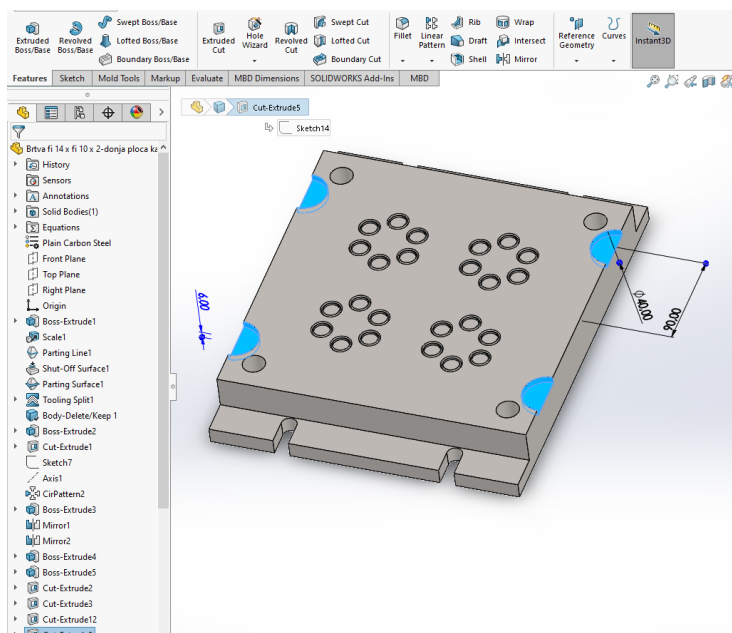 Extruded Boss/Base
Revolved Boss/Base
Swept Boss/Base
Lofted Boss/Base
Boundary Boss/Base
Extruded Cut
Hole Wizard
Revolved Cut
Swept Cut
Lofted Cut
Boundary Cut
Fillet
Linear Pattern
Rib
Draft
Shell
Wrap
Intersect
Mirror
Reference Geometry
Curves
Instant3D
Features Sketch Mold Tools Markup Evaluate MBD Dimensions SOLIDWORKS Add-Ins MBD
Cut-Extrude5
Sketch14
Brtva fi 14 x fi 10 x 2-donja ploca
History
Sensors
Annotations
Solid Bodies(1)
Equations
Plain Carbon Steel
Front Plane
Top Plane
Right Plane
Origin
Boss-Extrude1
Scale1
Parting Line1
Shut-Off Surface1
Parting Surface1
Tooling Split1
Body-Delete/Keep 1
Boss-Extrude2
Cut-Extrude1
Sketch7
Axis1
CirPattern2
Boss-Extrude3
Mirror1
Mirror2
Boss-Extrude4
Boss-Extrude5
Cut-Extrude2
Cut-Extrude3
Cut-Extrude12
6.00
Ø40.00
90.00